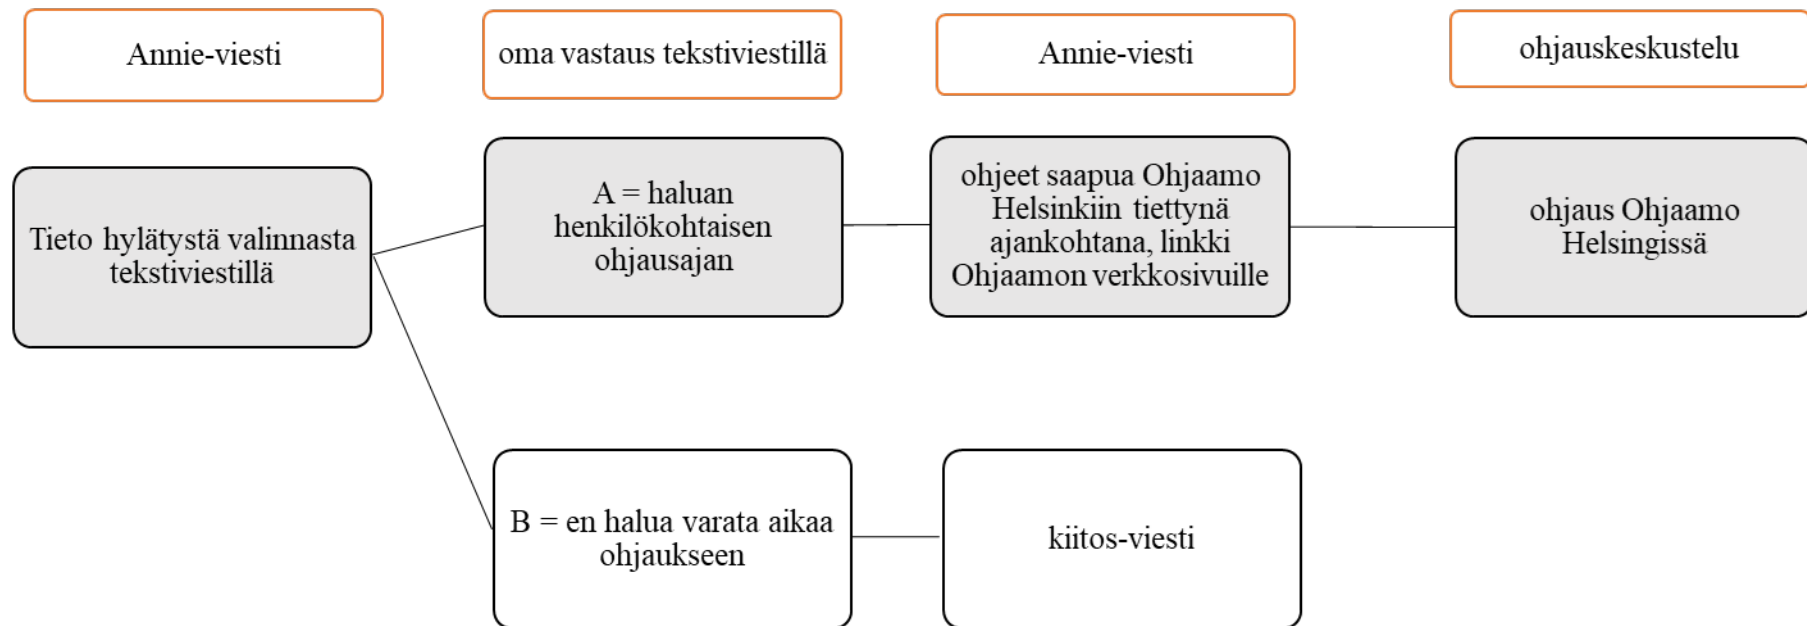 Annie-viesti
oma vastaus tekstiviestillä
Annie-viesti
ohjauskeskustelu
Tieto hylätystä valinnasta
tekstiviestillä
A = haluan
henkilökohtaisen
ohjausajan
ohjeet saapua Ohjaamo
Helsinkiin tiettynä
ajankohtana, linkki
Ohjaamon verkkosivuille
ohjaus Ohjaamo
Helsingissä
B = en halua varata aikaa
ohjaukseen
kiitos-viesti